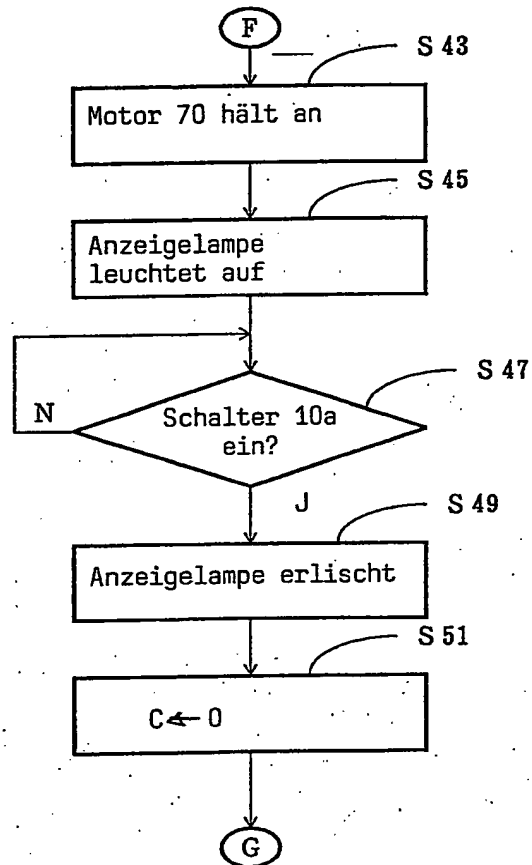 F
S 43
Motor 70 hält an
S 45
Anzeigelampe
leuchtet auf
S 47
N
Schalter 10a
ein?
J
S 49
Anzeigelampe erlischt
S 51
C ← 0
G